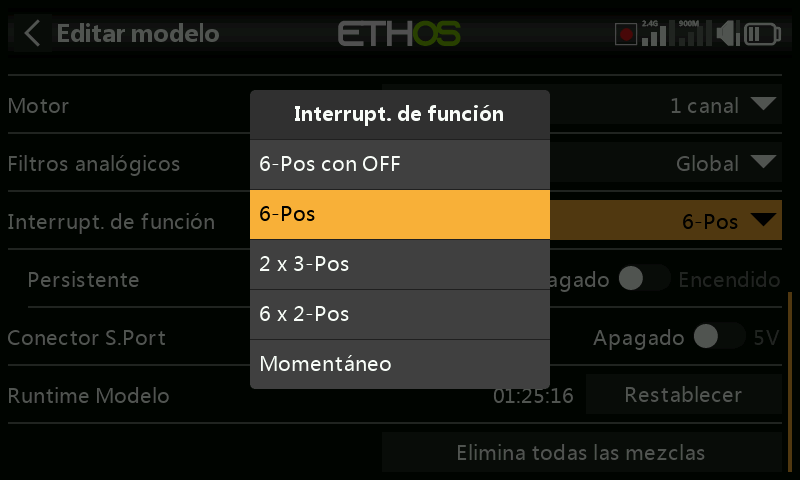 Editar modelo
ETHOS
2.4G
900M
Motor
1 canal
Filtros analógicos
Global
Interrupt. de función
6-Pos
Persistente
pagado
Encendido
Conector S.Port
Apagado
5V
Runtime Modelo
01:25:16
Restablecer
Elimina todas las mezclas
Interrupt. de función
6-Pos con OFF
6-Pos
2 x 3-Pos
6 x 2-Pos
Momentáneo